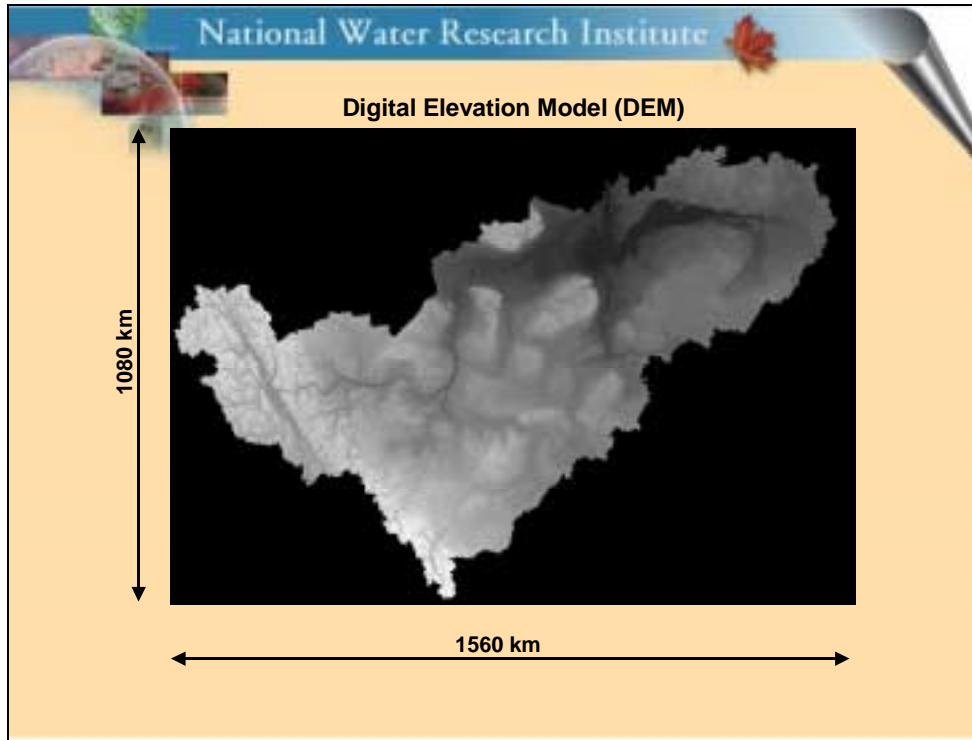 National Water Research Institute
Digital Elevation Model (DEM)
1080 km
1560 km